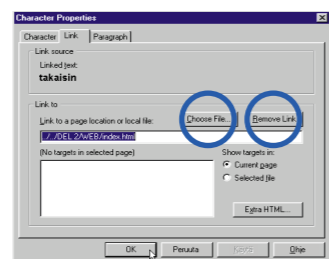 Character Properties
Character Link Paragraph
Link source
Linked text:
takaisin
Link to
Link to a page location or local file: Choose File... Remove Link
../../DEL 2/WEB/index.html
(No targets in selected page) Show targets in:
Current page
Selected file
Extra HTML...
OK Peruuta Käytä Ohje